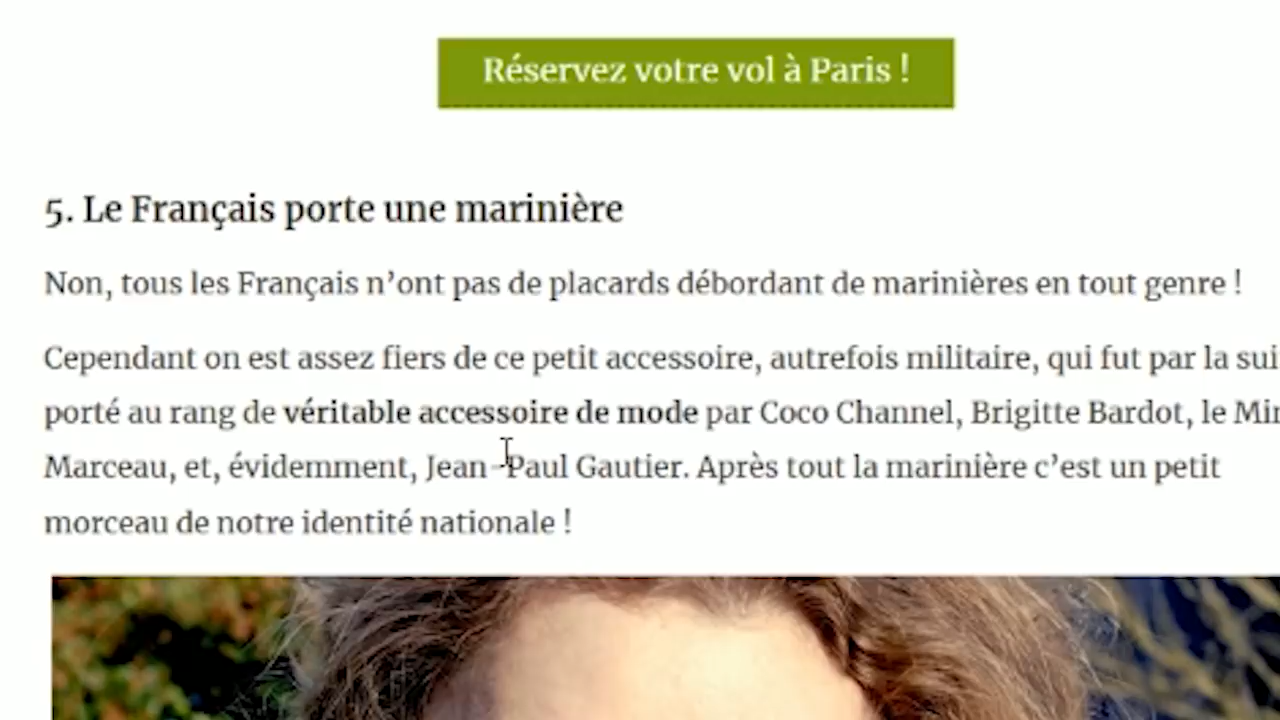 Réservez votre vol à Paris !
5. Le Français porte une marinière
Non, tous les Français n’ont pas de placards débordant de marinières en tout genre !
Cependant on est assez fiers de ce petit accessoire, autrefois militaire, qui fut par la
porté au rang de véritable accessoire de mode par Coco Channel, Brigitte Bardot, le
Marceau, et, évidemment, Jean-Paul Gautier. Après tout la marinière c’est un petit
morceau de notre identité nationale !